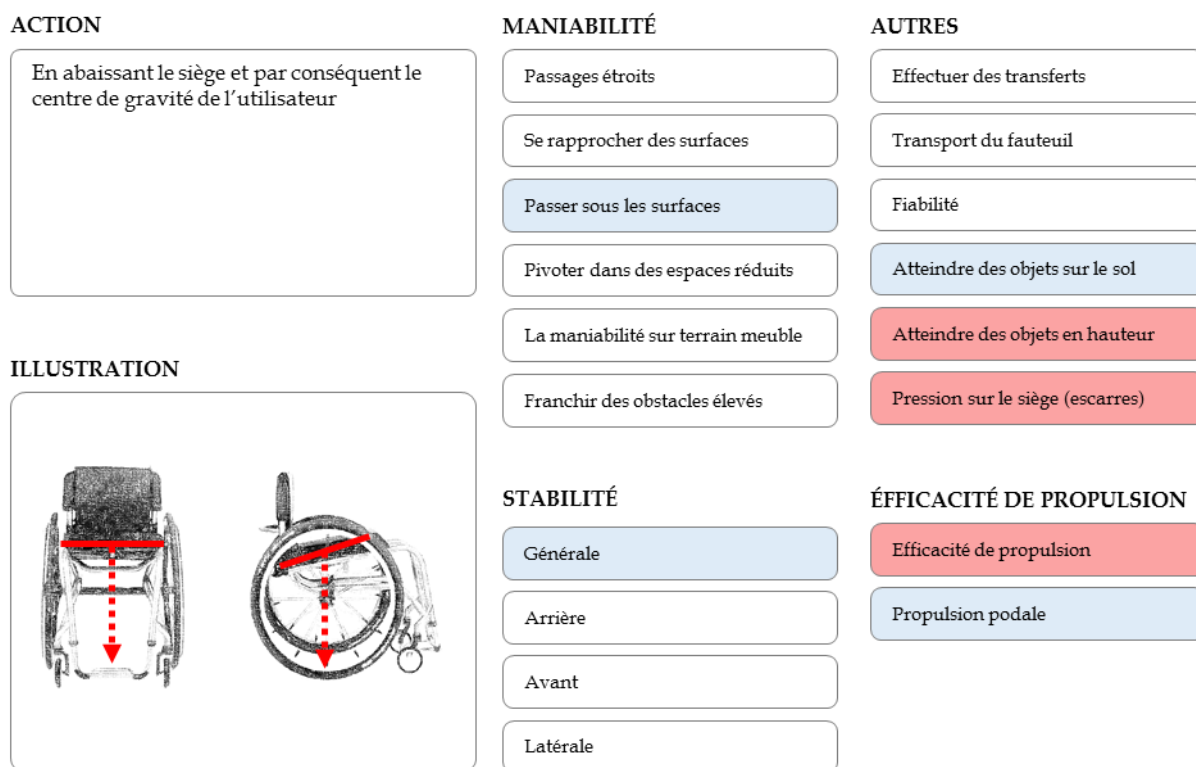 ACTION
En abaissant le siège et par conséquent le
centre de gravité de l’utilisateur
ILLUSTRATION
MANIABILITÉ
Passages étroits
Se rapprocher des surfaces
Passer sous les surfaces
Pivoter dans des espaces réduits
La maniabilité sur terrain meuble
Franchir des obstacles élevés
STABILITÉ
Générale
Arrière
Avant
Latérale
AUTRES
Effectuer des transferts
Transport du fauteuil
Fiabilité
Atteindre des objets sur le sol
Atteindre des objets en hauteur
Pression sur le siège (escarres)
ÉFFICACITÉ DE PROPULSION
Efficacité de propulsion
Propulsion podale